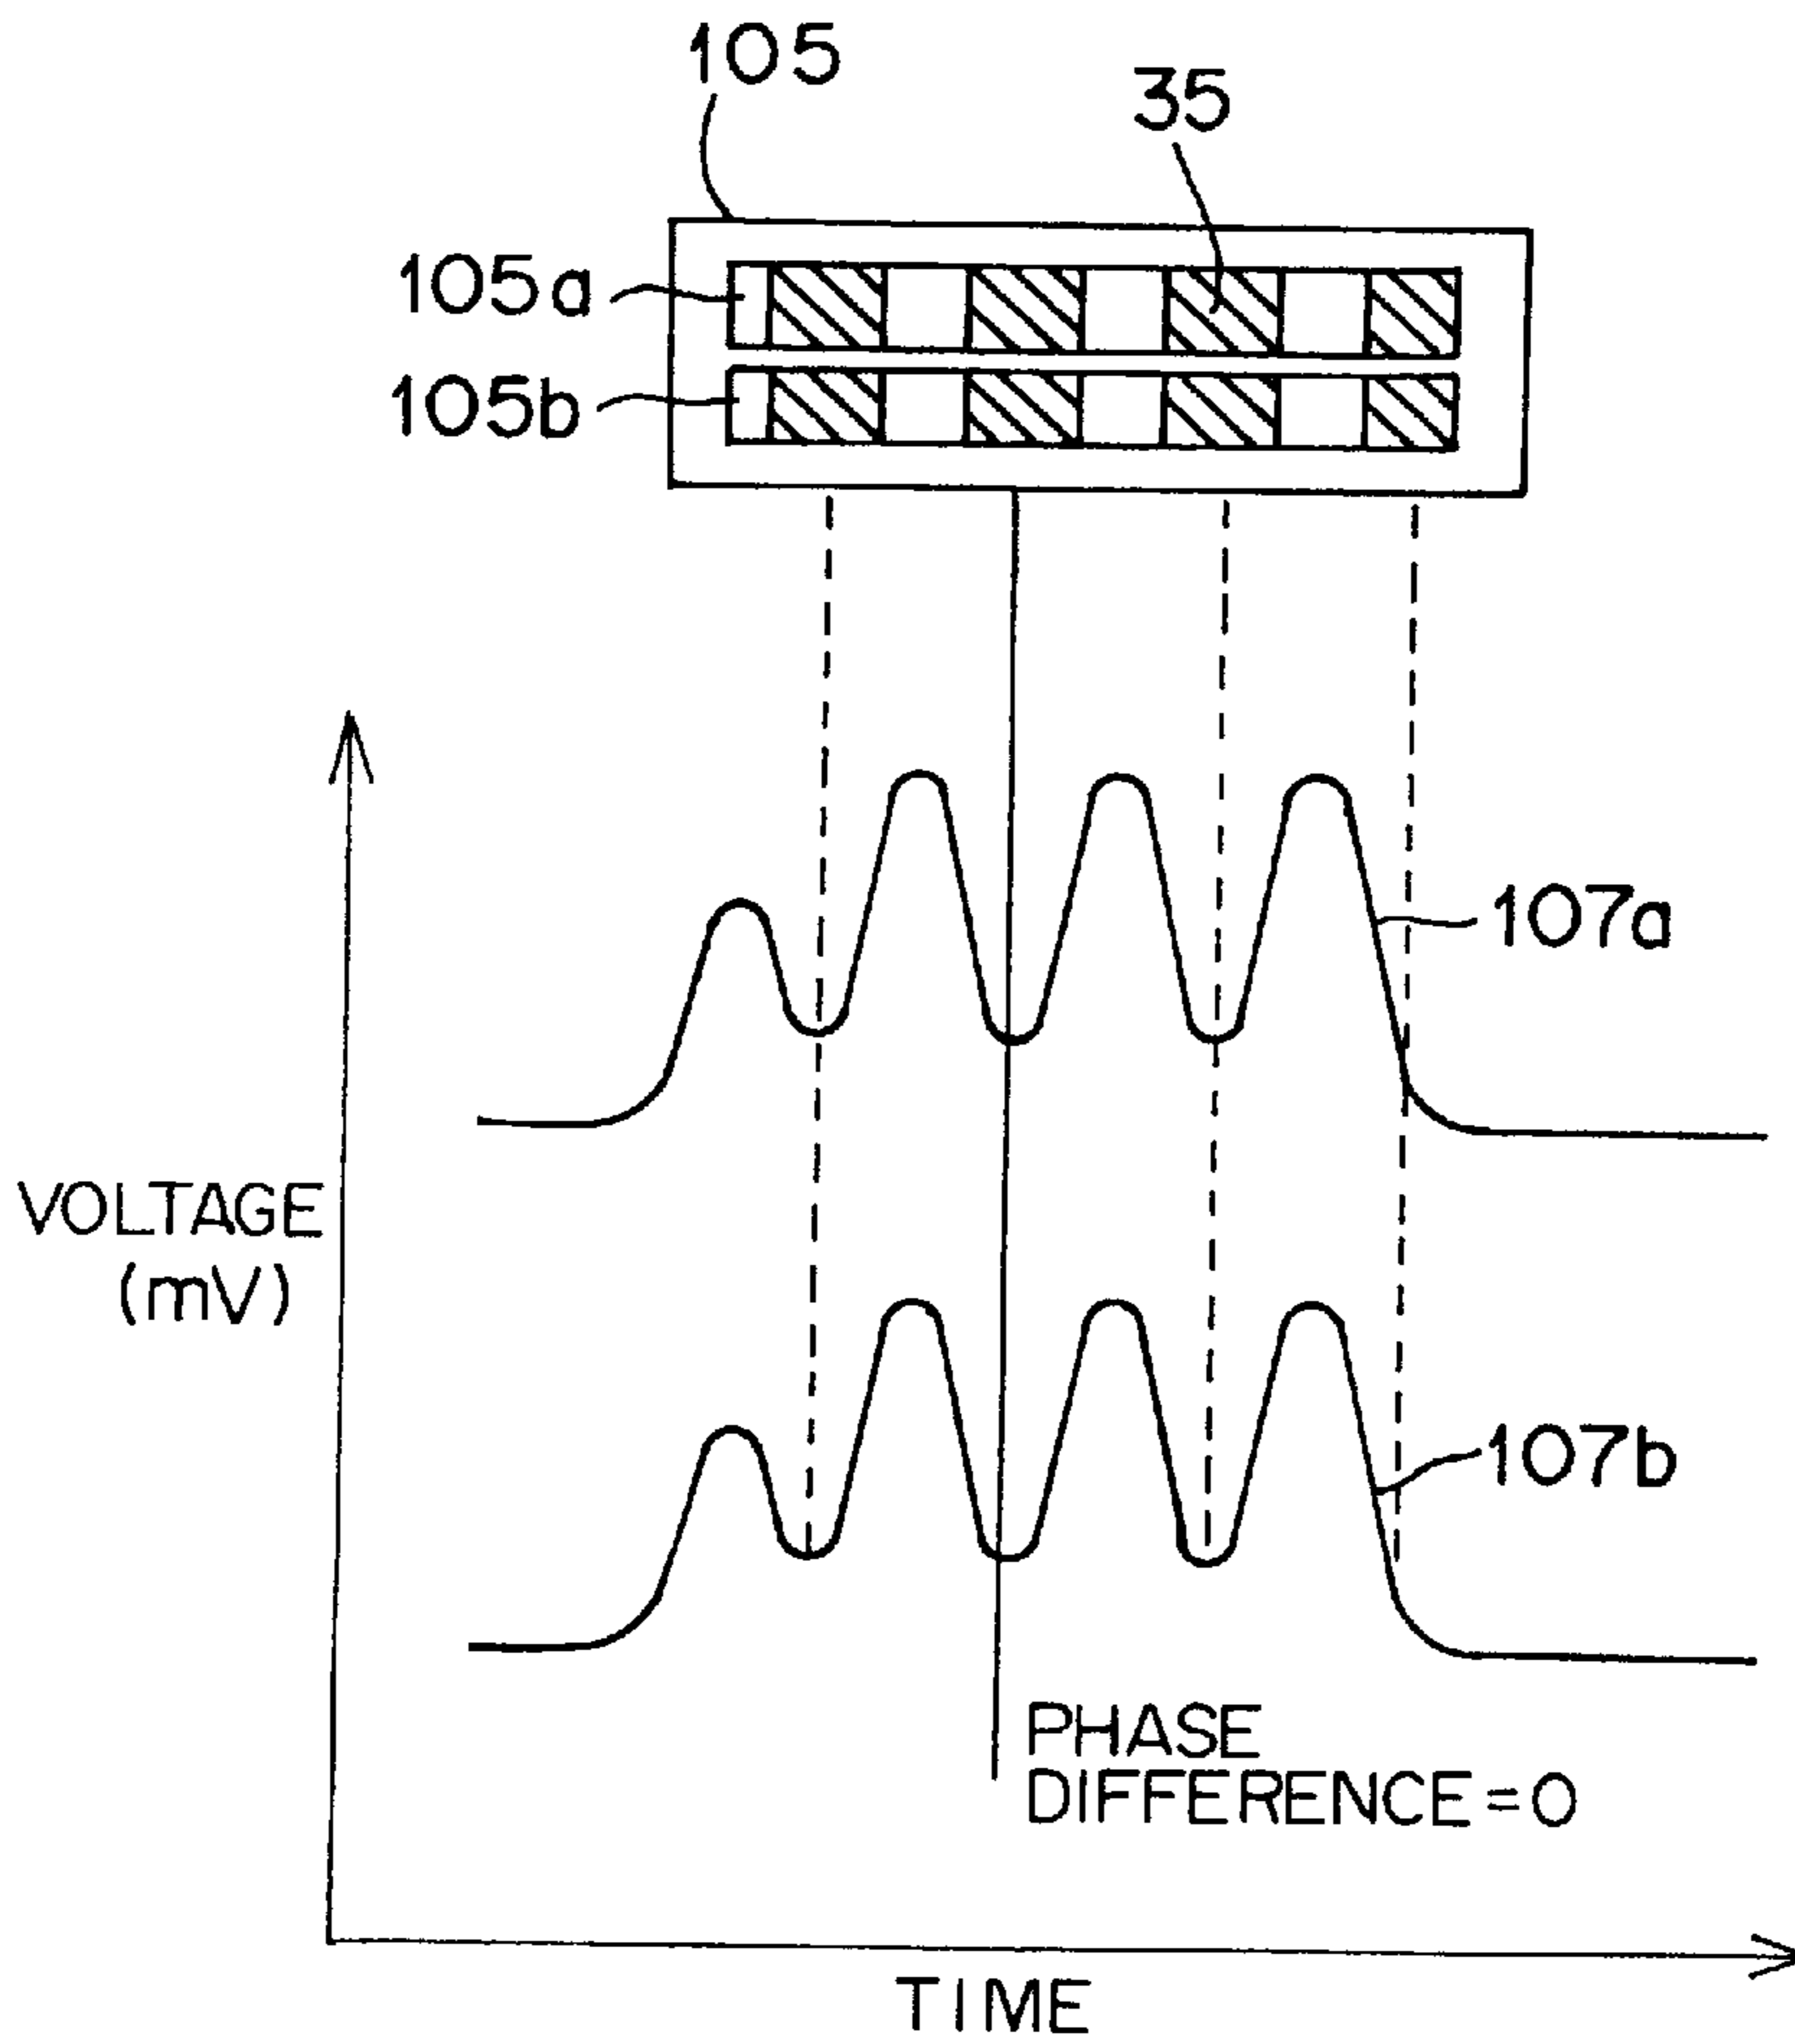 105
35
105a
105b
107a
VOLTAGE
(mV)
107b
PHASE
DIFFERENCE=0
TIME